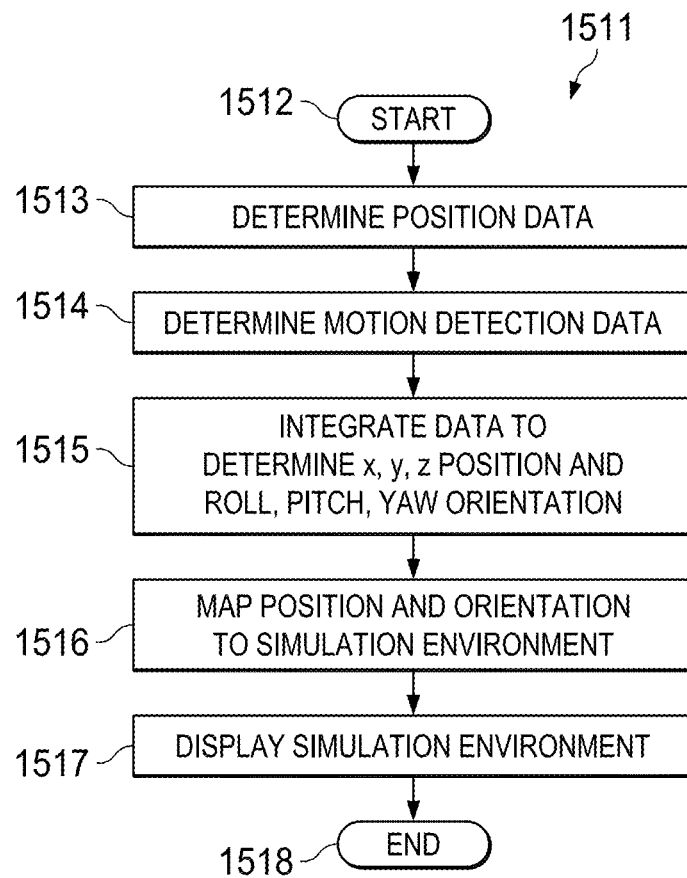 1511
1512
START
1513
DETERMINE POSITION DATA
1514
DETERMINE MOTION DETECTION DATA
1515
INTEGRATE DATA TO
DETERMINE x, y, z POSITION AND
ROLL, PITCH, YAW ORIENTATION
1516
MAP POSITION AND ORIENTATION
TO SIMULATION ENVIRONMENT
1517
DISPLAY SIMULATION ENVIRONMENT
1518
END